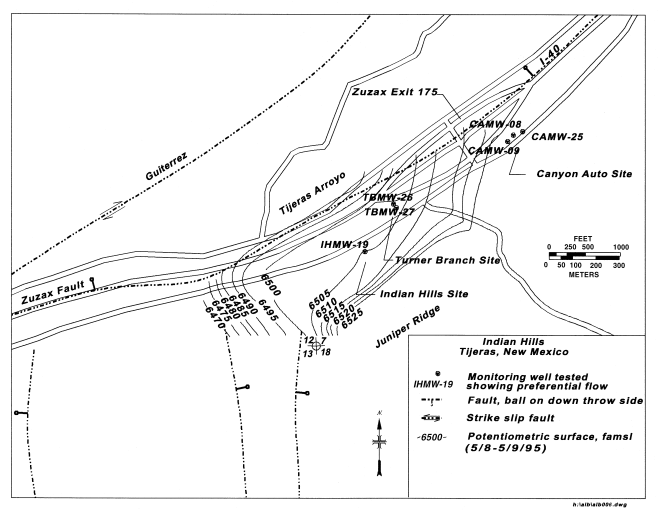 I-40
Zuzax Exit 175
CAMW-08
CAMW-25
CAMW-09
Canyon Auto Site
Guiterrez
Tijeras Arroyo
TBMW-26
TBMW-27
IHMW-19
Turner Branch Site
FEET
0 250 500 1000
0 50 100 200 300
METERS
Zuzax Fault
6500
6505
6510
6515
6520
6525
Indian Hills Site
6495
6490
6485
6480
6475
6470
Juniper Ridge
12 7
13 18
Indian Hills
Tijeras, New Mexico
IHMW-19 Monitoring well tested
showing preferential flow
Fault, ball on down throw side
Strike slip fault
-6500- Potentiometric surface, famsl
(5/8-5/9/95)
h:\alb\alb006.dwg